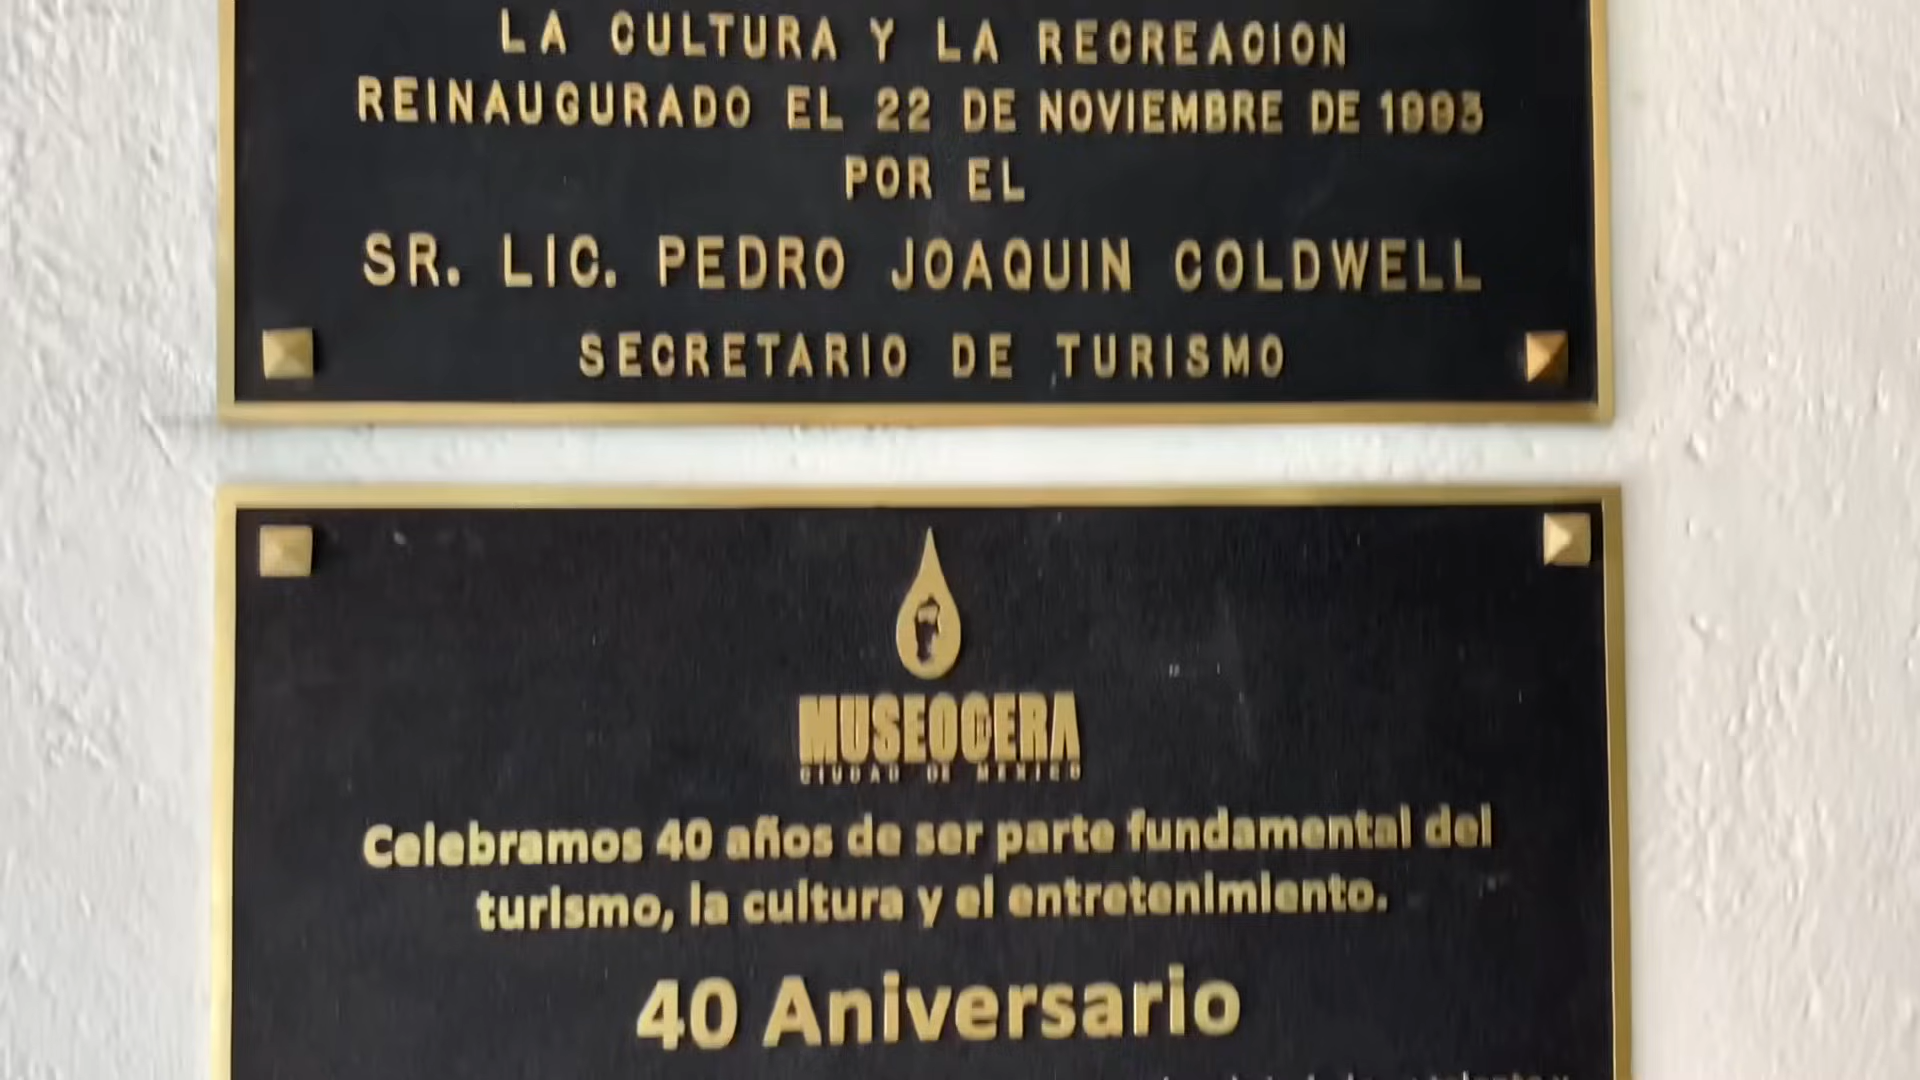 LA CULTURA Y LA RECREACION
REINAUGURADO EL 22 DE NOVIEMBRE DE 1993
POR EL
SR. LIC. PEDRO JOAQUIN COLDWELL
SECRETARIO DE TURISMO
MUSEOCERA
CIUDAD DE MEXICO
Celebramos 40 años de ser parte fundamental del
turismo, la cultura y el entretenimiento.
40 Aniversario